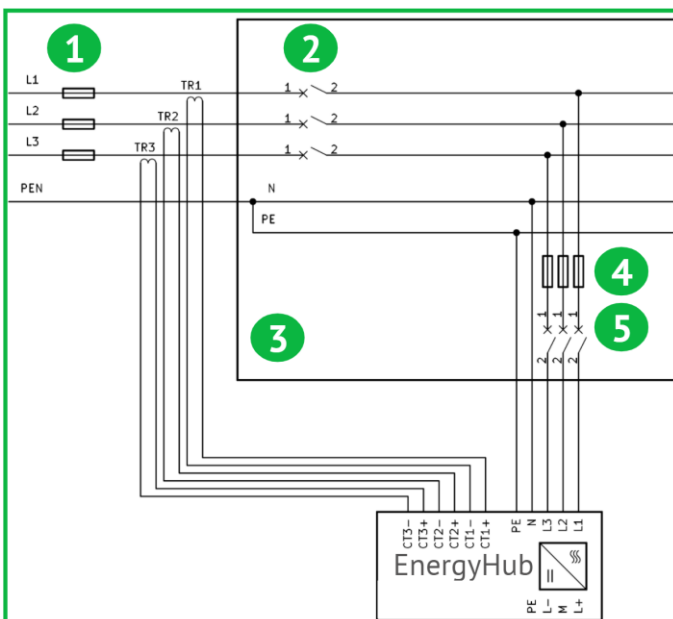 1
2
L1
TR1
1 2
L2
TR2
1 2
L3
TR3
1 2
PEN
N
PE
4
3
5
1 1 1
2 2 2
CT3-
CT3+
CT2-
CT2+
CT1-
CT1+
PE
N
L3
L2
L1
EnergyHub
PE
L-
M
L+